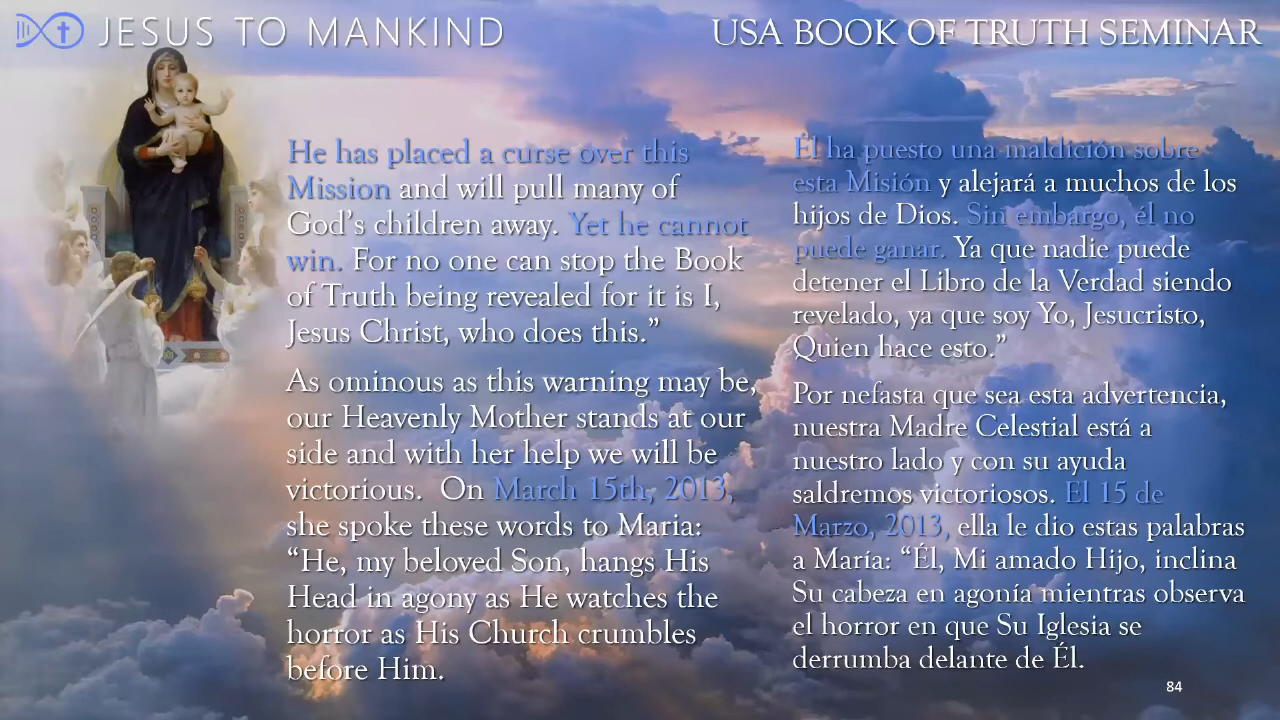 JESUS TO MANKIND
USA BOOK OF TRUTH SEMINAR
He has placed a curse over this
Mission and will pull many of
God's children away. Yet he cannot
win. For no one can stop the Book
of Truth being revealed for it is I,
Jesus Christ, who does this.”
As ominous as this warning may be,
our Heavenly Mother stands at our
side and with her help we will be
victorious.  On March 15th, 2013,
she spoke these words to Maria:
“He, my beloved Son, hangs His
Head in agony as He watches the
horror as His Church crumbles
before Him.
Él ha puesto una maldición sobre
esta Misión y alejará a muchos de los
hijos de Dios. Sin embargo, él no
puede ganar. Ya que nadie puede
detener el Libro de la Verdad siendo
revelado, ya que soy Yo, Jesucristo,
Quien hace esto.”
Por nefasta que sea esta advertencia,
nuestra Madre Celestial está a
nuestro lado y con su ayuda
saldremos victoriosos. El 15 de
Marzo, 2013, ella le dio estas palabras
a María: “Él, Mi amado Hijo, inclina
Su cabeza en agonía mientras observa
el horror en que Su Iglesia se
derrumba delante de Él.
84